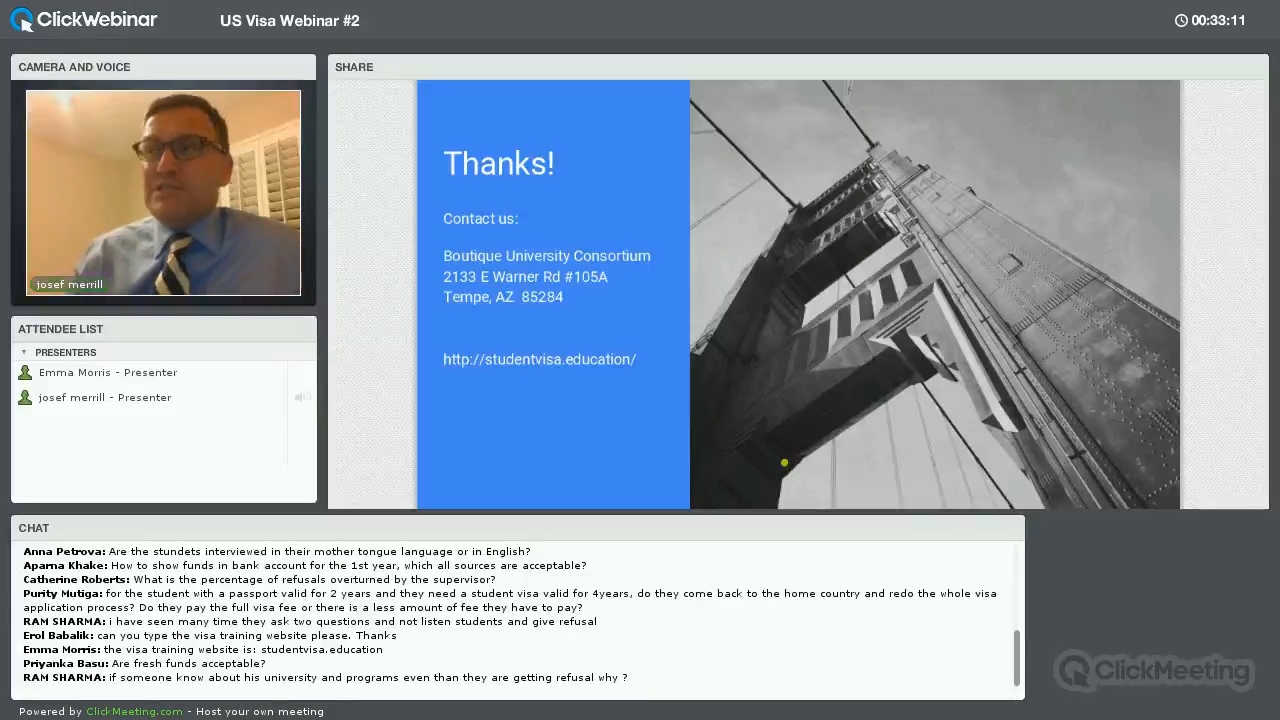 ClickWebinar
US Visa Webinar #2
00:33:11
CAMERA AND VOICE
josef merrill
SHARE
Thanks!
Contact us:
Boutique University Consortium
2133 E Warner Rd #105A
Tempe, AZ 85284
http://studentvisa.education/
ATTENDEE LIST
PRESENTERS
Emma Morris - Presenter
josef merrill - Presenter
CHAT
Anna Petrova: Are the stundets interviewed in their mother tongue language or in English?
Aparna Khake: How to show funds in bank account for the 1st year, which all sources are acceptable?
Catherine Roberts: What is the percentage of refusals overturned by the supervisor?
Purity Mutiga: for the student with a passport valid for 2 years and they need a student visa valid for 4years, do they come back to the home country and redo the whole visa
application process? Do they pay the full visa fee or there is a less amount of fee they have to pay?
RAM SHARMA: i have seen many time they ask two questions and not listen students and give refusal
Erol Babalik: can you type the visa training website please. Thanks
Emma Morris: the visa training website is: studentvisa.education
Priyanka Basu: Are fresh funds acceptable?
RAM SHARMA: if someone know about his university and programs even than they are getting refusal why ?
ClickMeeting
Powered by ClickMeeting.com - Host your own meeting